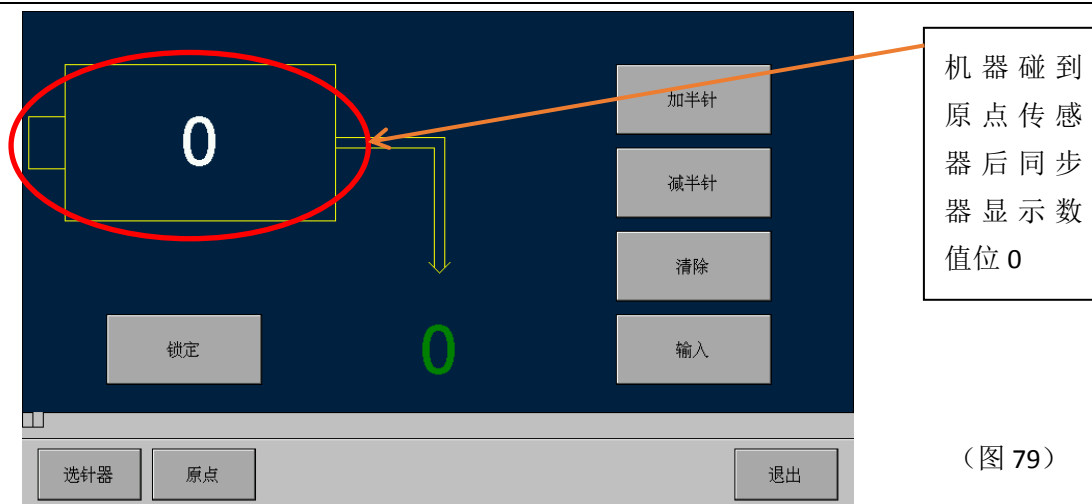 0
加半针
减半针
清除
锁定
0
输入
选针器
原点
退出
机器碰到
原点传感
器后同步
器显示数
值位 0
（图 79）